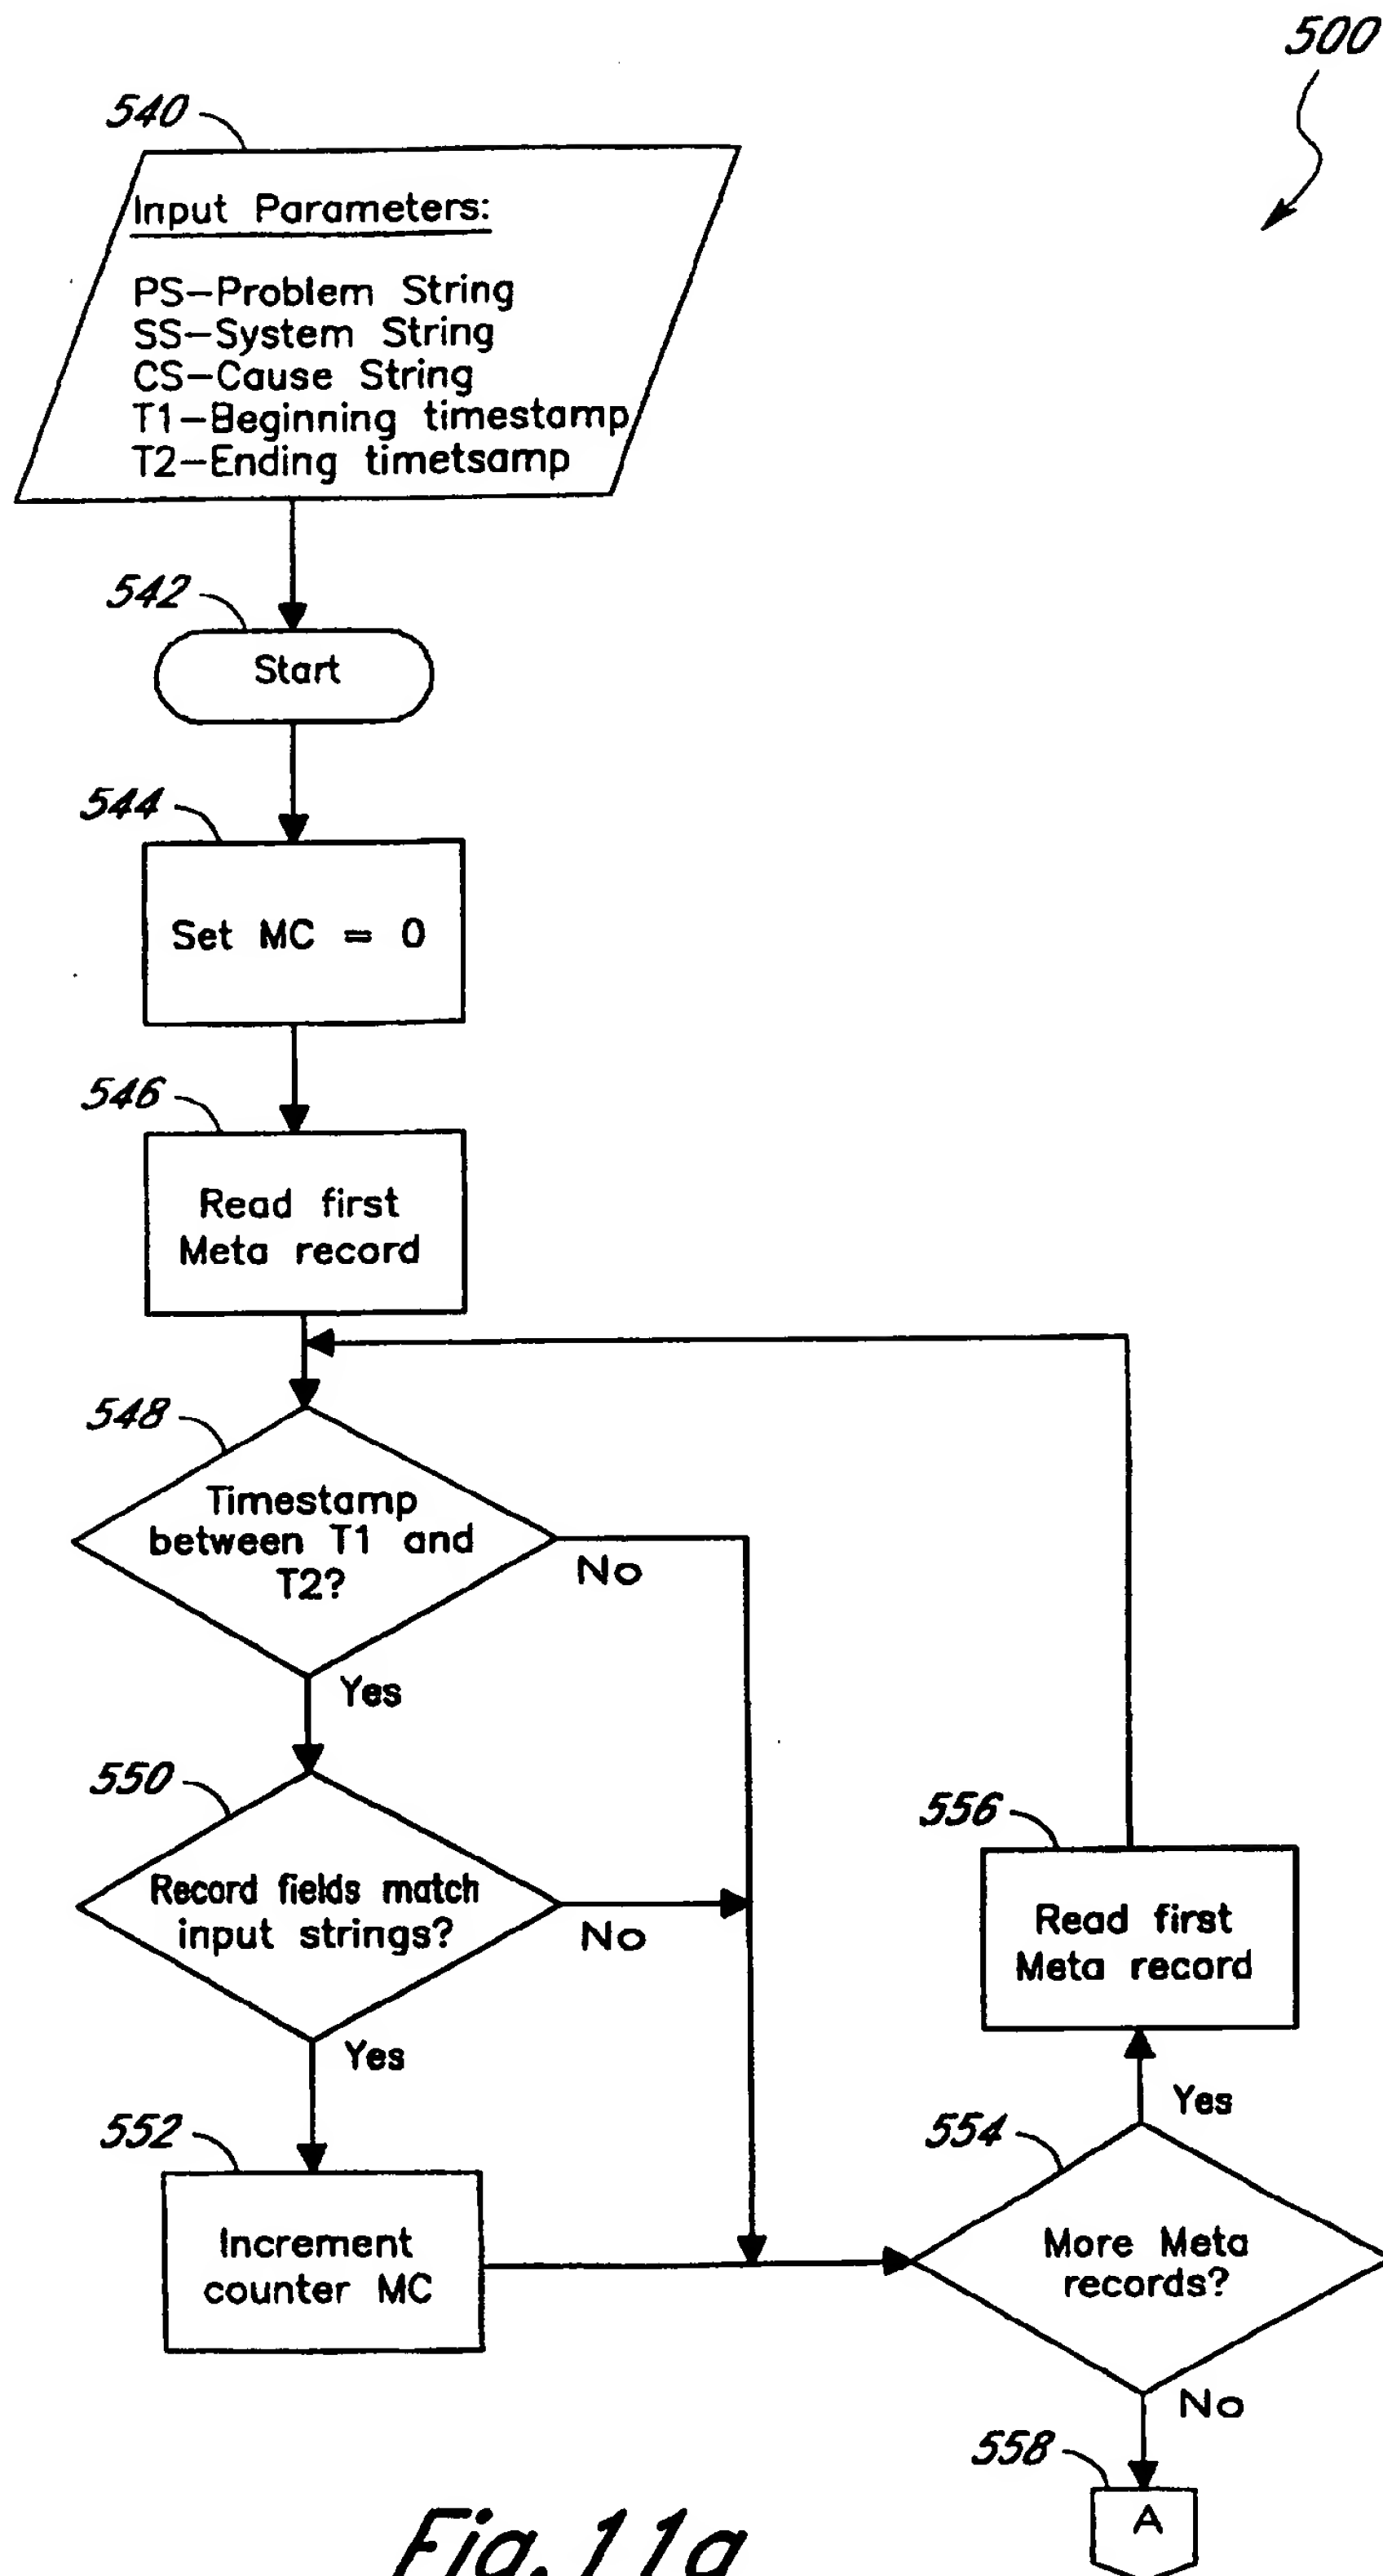 500
540
Input Parameters:
PS-Problem String
SS-System String
CS-Cause String
T1-Beginning timestamp
T2-Ending timetsamp
542
Start
544
Set MC = 0
546
Read first
Meta record
548
Timestamp
between T1 and
T2?
No
Yes
550
Record fields match
input strings?
No
Yes
552
Increment
counter MC
556
Read first
Meta record
Yes
554
More Meta
records?
No
558
A
Fig. 11a